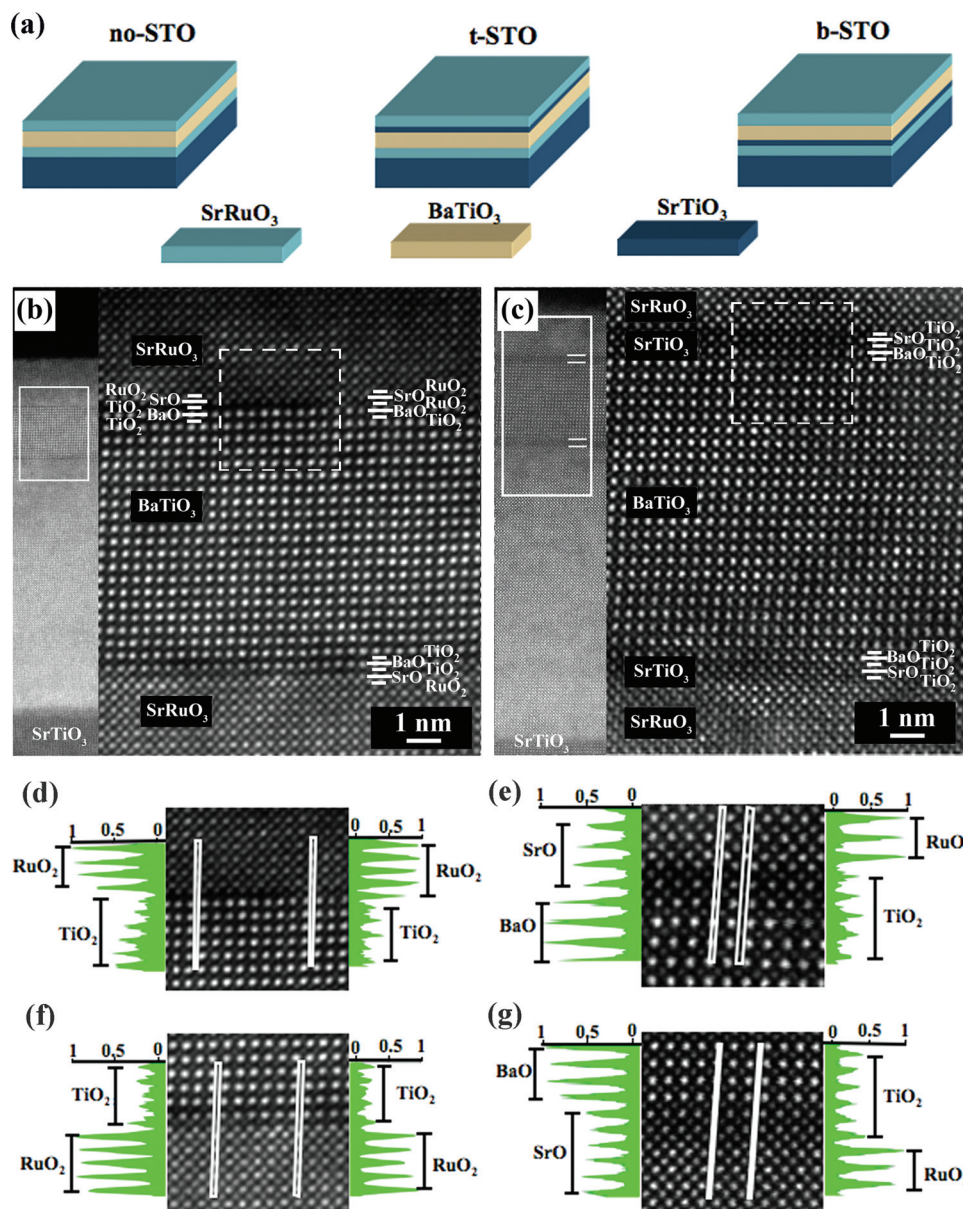 (a)
no-STO
t-STO
b-STO
SrRuO3
BaTiO3
SrTiO3
(b)
SrRuO3
RuO2
SrO
TiO2
BaO
TiO2
RuO2
SrO
RuO2
BaO
TiO2
BaTiO3
TiO2
BaO
TiO2
SrO
RuO2
SrRuO3
SrTiO3
1 nm
(c)
SrRuO3
SrTiO3
TiO2
SrO
TiO2
BaO
TiO2
BaTiO3
SrTiO3
TiO2
BaO
TiO2
SrO
TiO2
SrRuO3
SrTiO3
1 nm
(d)
1 0.5 0
RuO2
TiO2
0 0.5 1
RuO2
TiO2
(e)
1 0.5 0
SrO
BaO
0 0.5 1
RuO
TiO2
(f)
1 0.5 0
TiO2
RuO2
0 0.5 1
TiO2
RuO2
(g)
1 0.5 0
BaO
SrO
0 0.5 1
TiO2
RuO